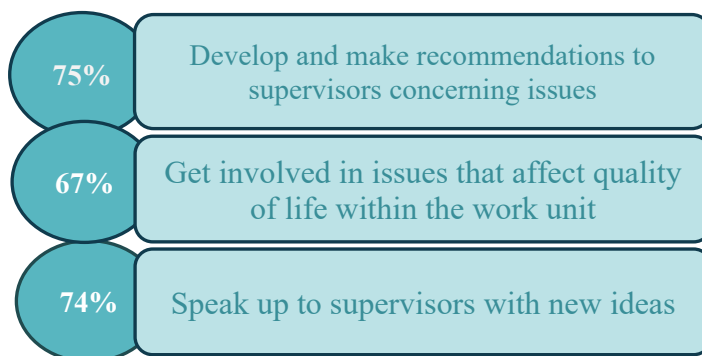 75%
Develop and make recommendations to
supervisors concerning issues
67%
Get involved in issues that affect quality
of life within the work unit
74%
Speak up to supervisors with new ideas